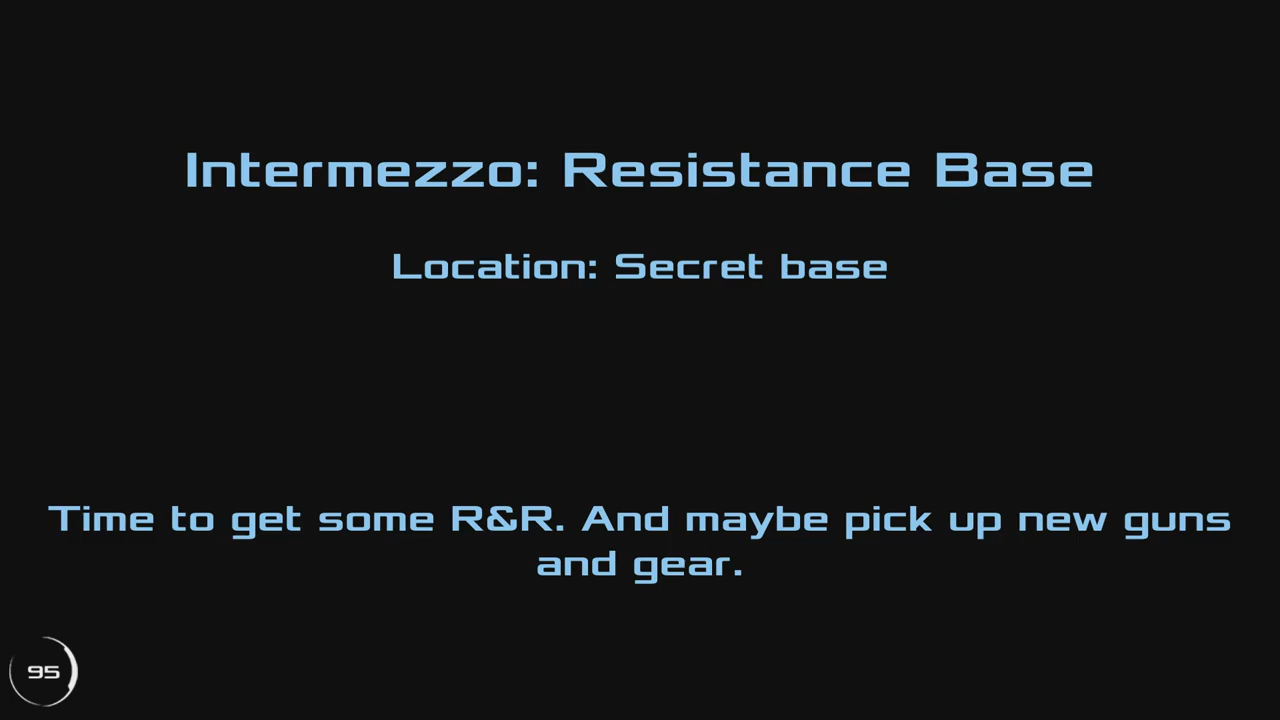 Intermezzo: Resistance Base
Location: Secret base
Time to get some R&R. And maybe pick up new guns
and gear.
95